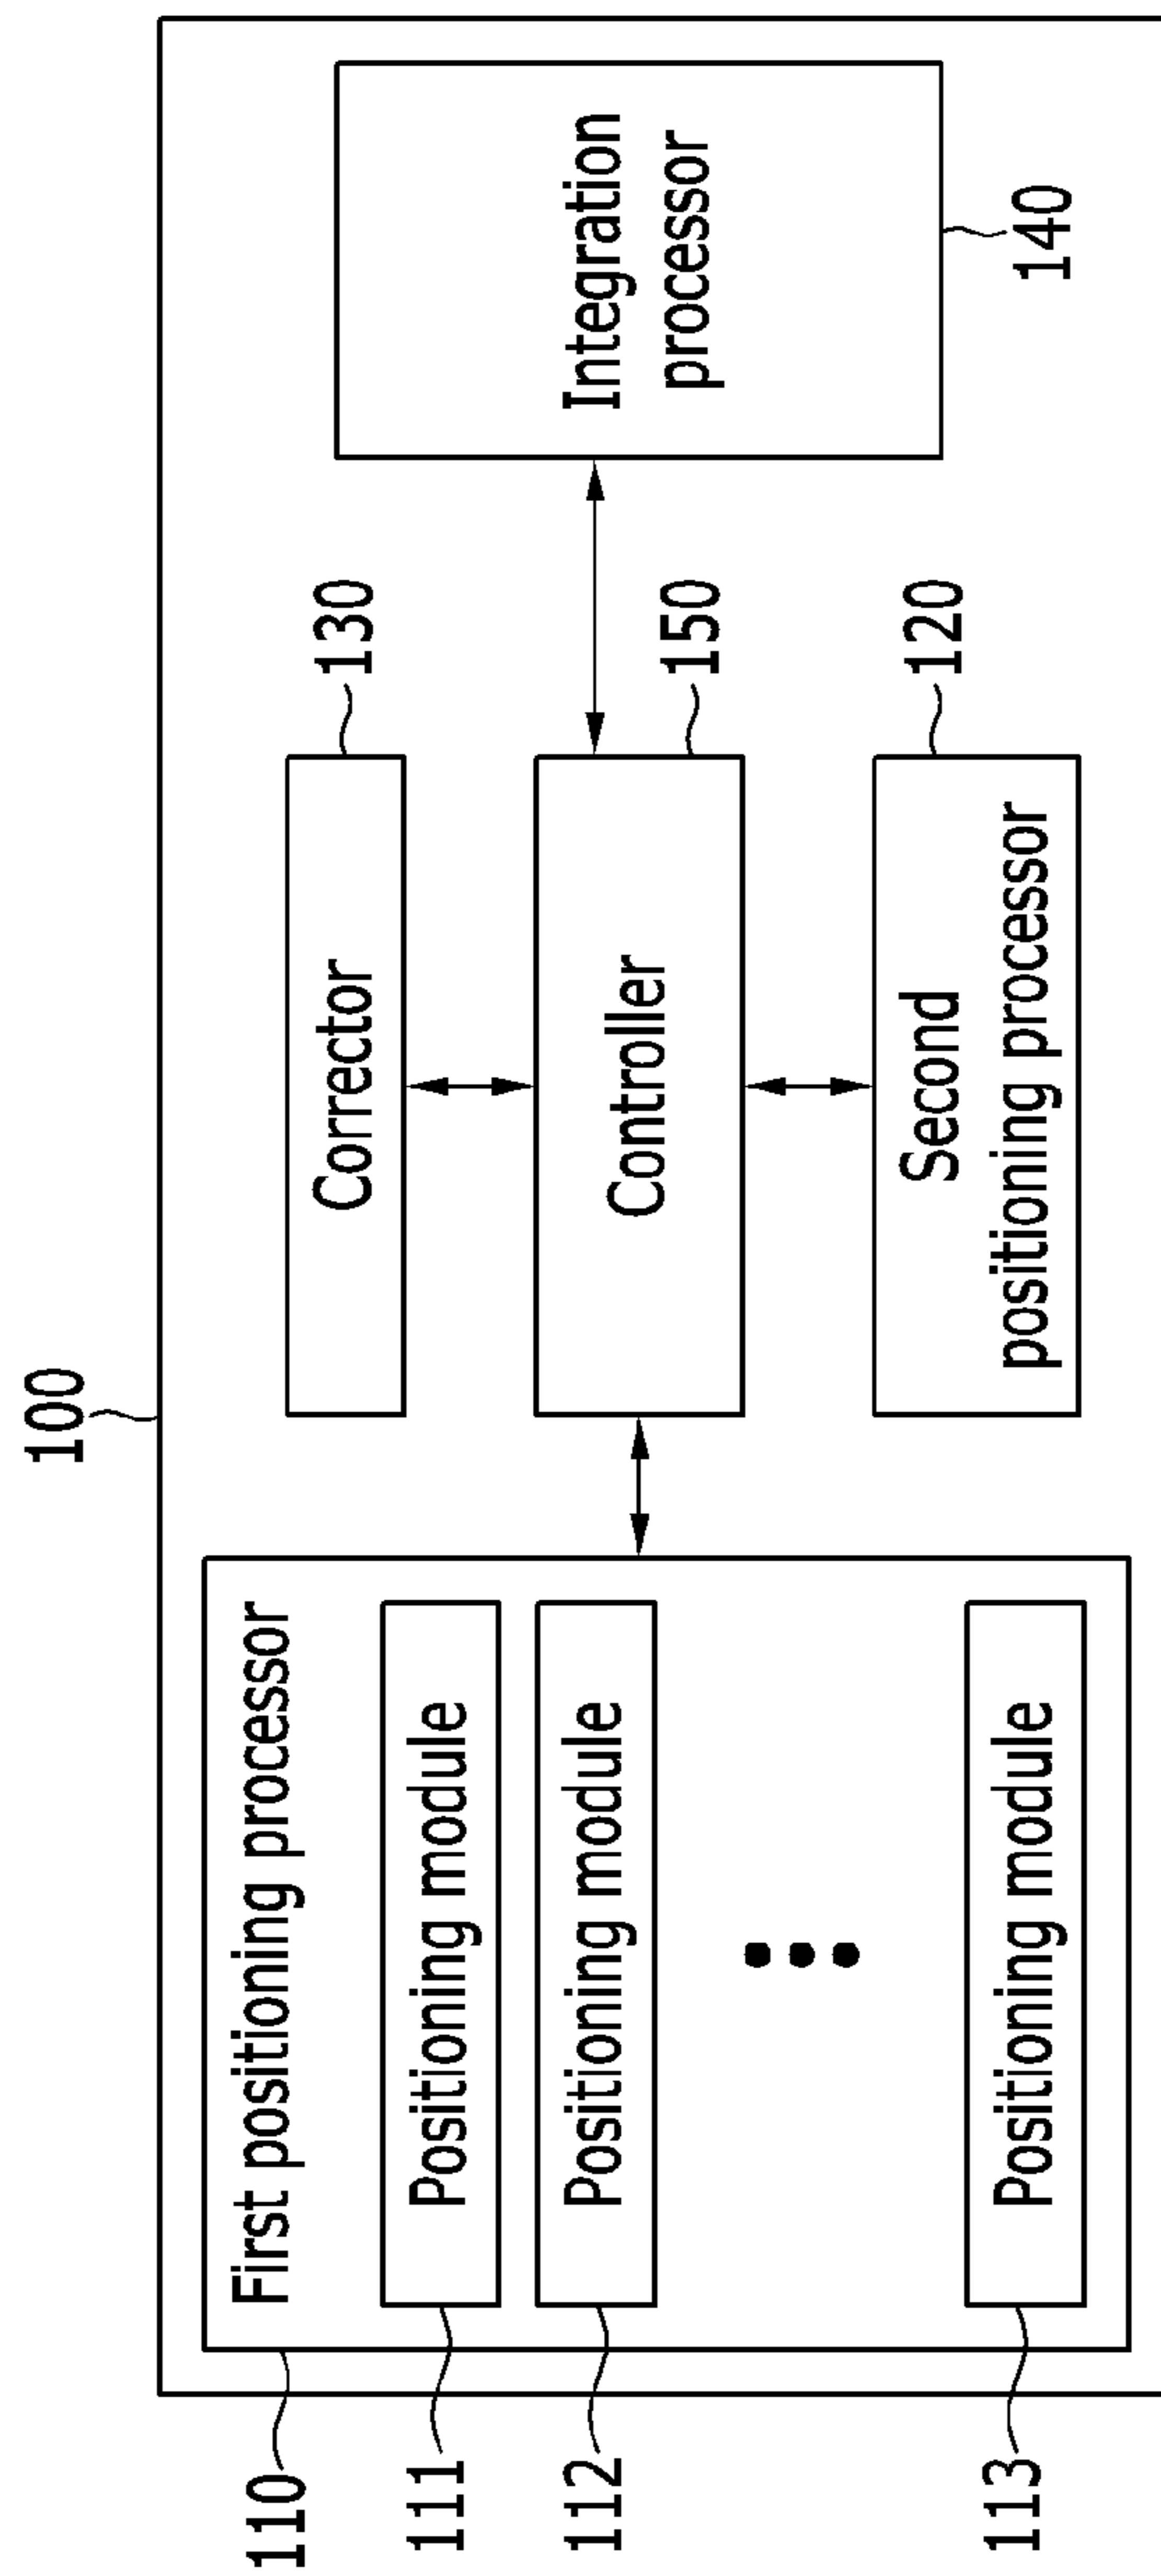 100
110
First positioning processor
111
Positioning module
112
Positioning module
113
Positioning module
Corrector
130
Controller
150
Second
positioning processor
120
Integration
processor
140